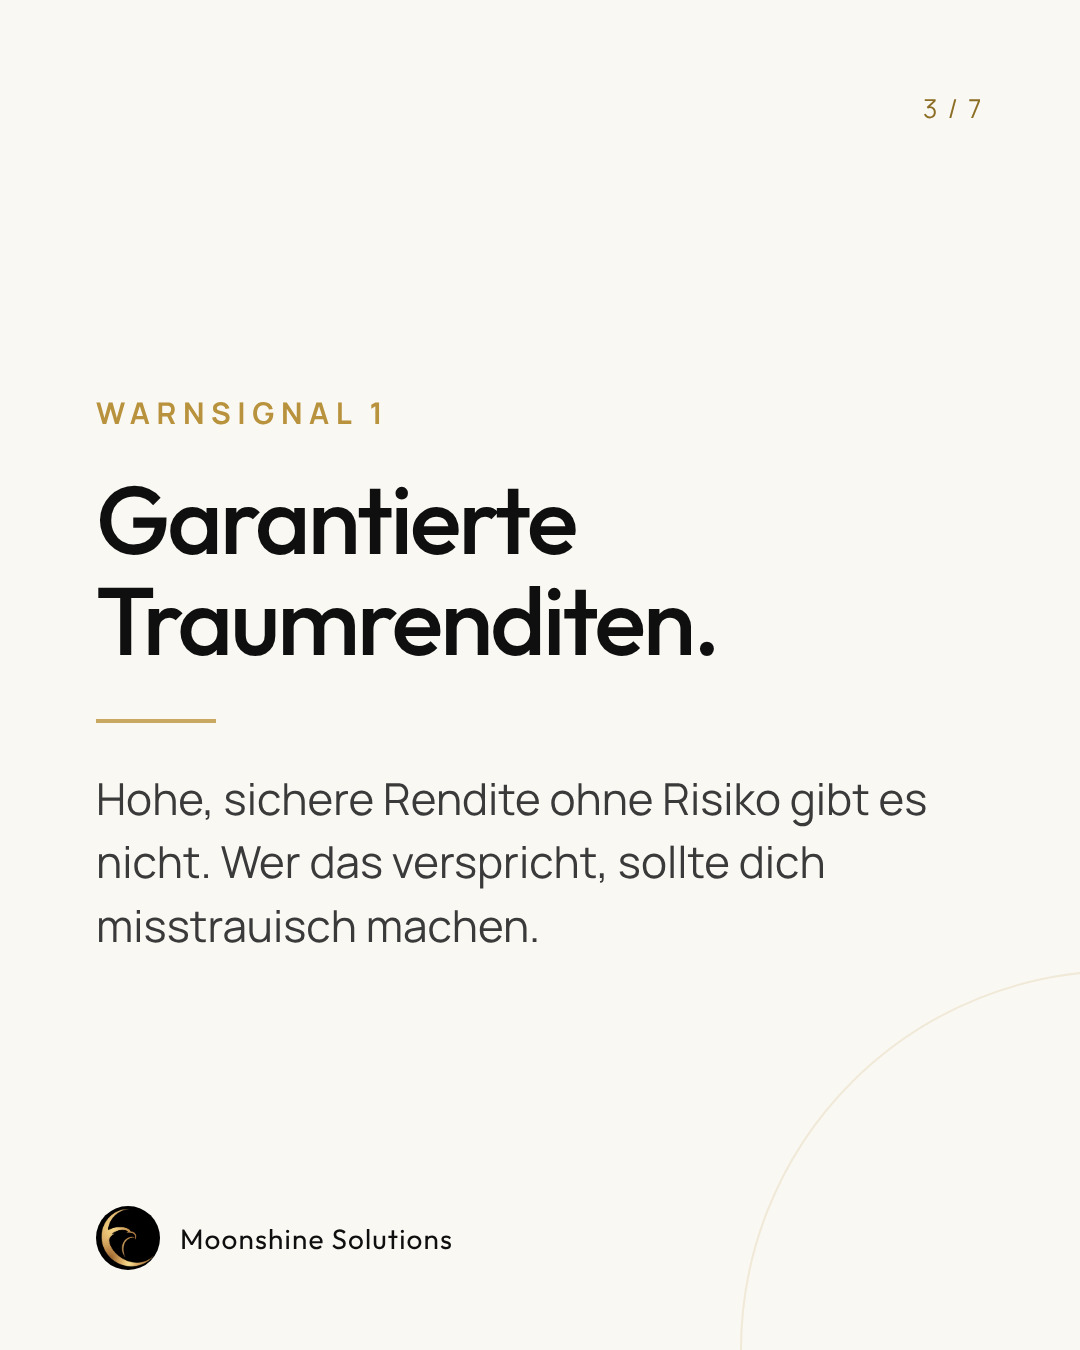 3 / 7
WARNSIGNAL 1
Garantierte
Traumrenditen.
Hohe, sichere Rendite ohne Risiko gibt es
nicht. Wer das verspricht, sollte dich
misstrauisch machen.
Moonshine Solutions